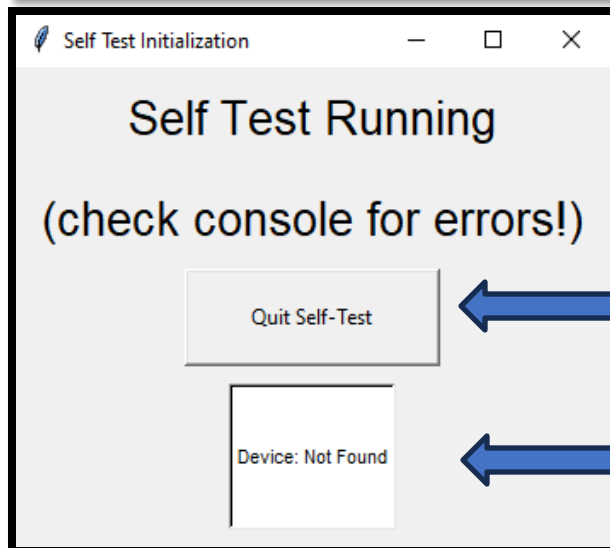 Self Test Initialization
Self Test Running
(check console for errors!)
Quit Self-Test
Device: Not Found